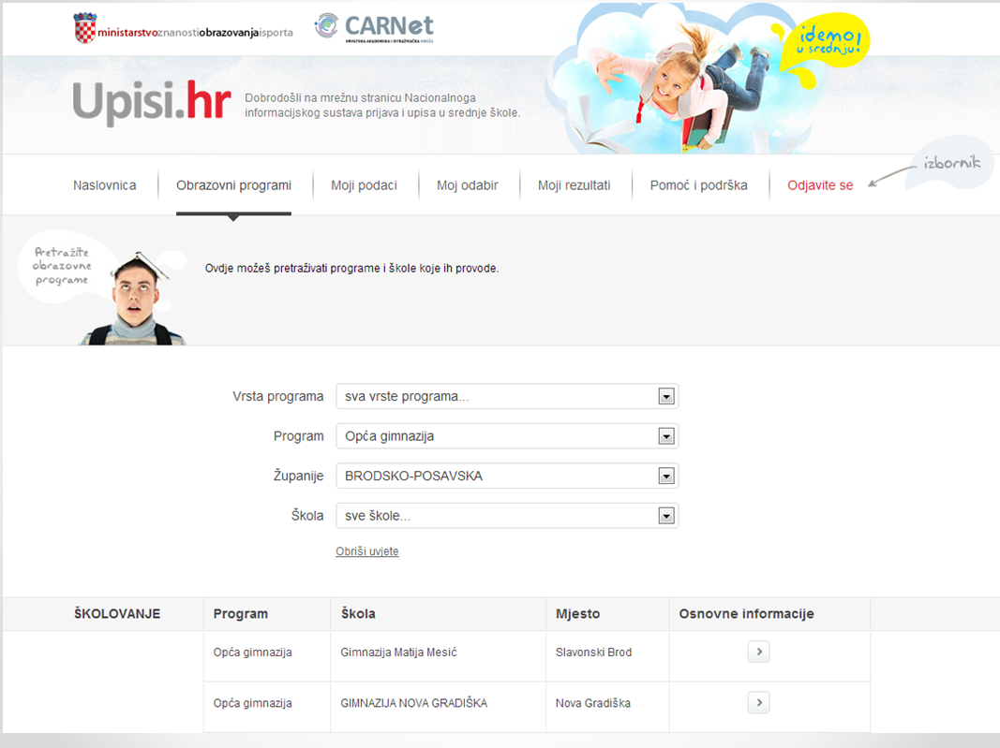 ministarstvoznanostiobrazovanjaisporta
CARNet
HRVATSKA AKADEMSKA I ISTRAŽIVAČKA MREŽA
idemo!
u srednju!
Upisi.hr
Dobrodošli na mrežnu stranicu Nacionalnoga
informacijskog sustava prijava i upisa u srednje škole.
izbornik
Naslovnica Obrazovni programi Moji podaci Moj odabir Moji rezultati Pomoć i podrška Odjavite se
Pretražite
obrazovne
programe
Ovdje možeš pretraživati programe i škole koje ih provode.
Vrsta programa sva vrste programa...
Program Opća gimnazija
Županije BRODSKO-POSAVSKA
Škola sve škole...
Obriši uvjete
ŠKOLOVANJE Program Škola Mjesto Osnovne informacije
Opća gimnazija Gimnazija Matija Mesić Slavonski Brod
Opća gimnazija GIMNAZIJA NOVA GRADIŠKA Nova Gradiška